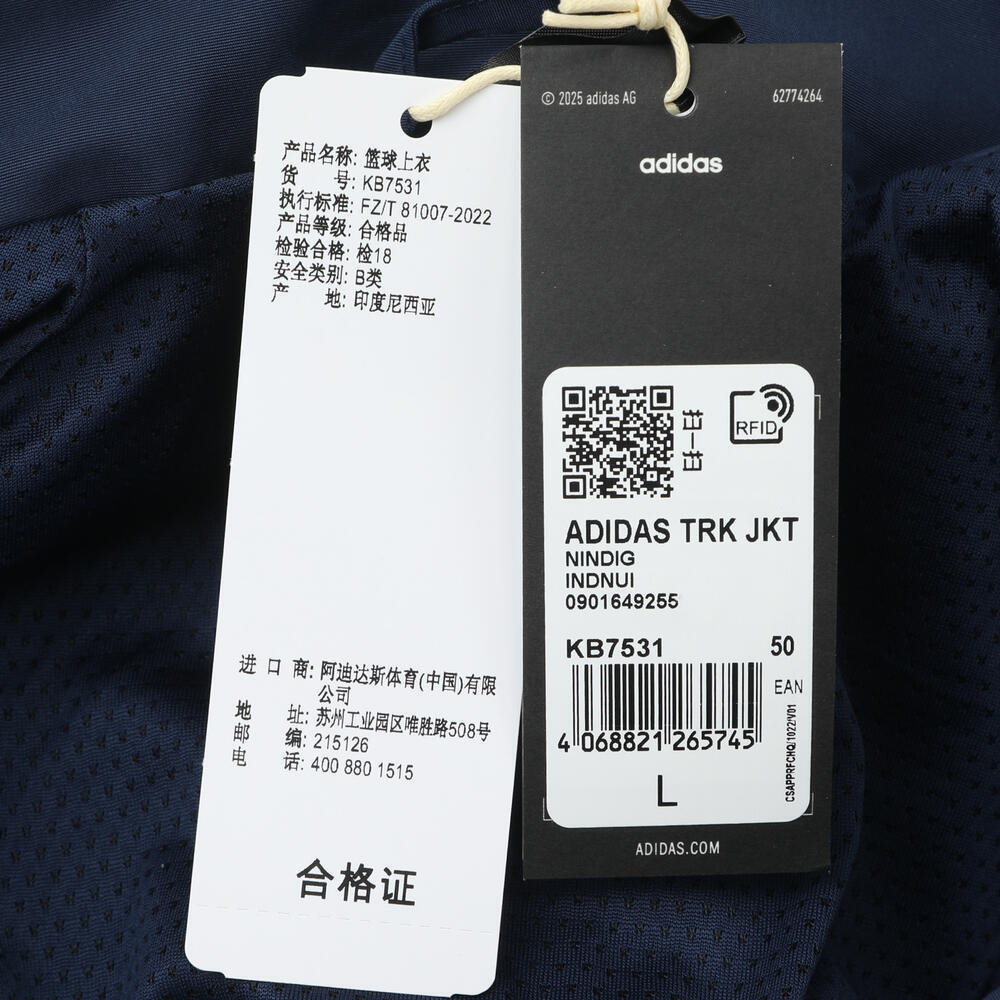 产品名称: 篮球上衣
货 号: KB7531
执行标准: FZ/T 81007-2022
产品等级: 合格品
检验合格: 检18
安全类别: B类
产 地: 印度尼西亚
进 口 商: 阿迪达斯体育(中国)有限
公司
地 址: 苏州工业园区唯胜路508号
邮 编: 215126
电 话: 400 880 1515
合格证
© 2025 adidas AG
62774264
adidas
扫一扫
RFID
ADIDAS TRK JKT
NINDIG
INDNUI
0901649255
KB7531 50
EAN
4 068821 265745
CSAPPRFCHQ/1022/V01
L
ADIDAS.COM